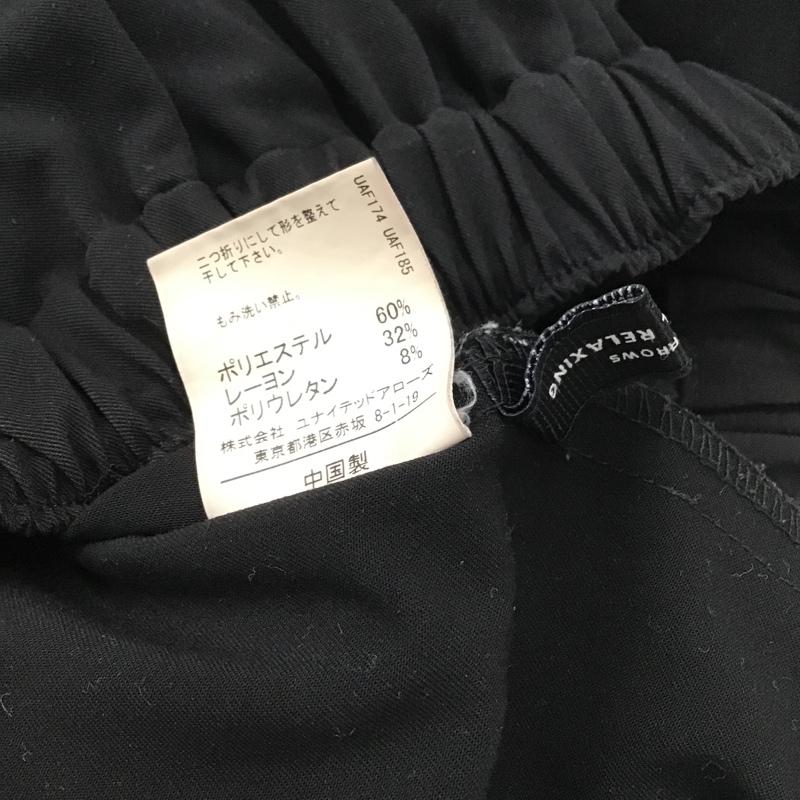 UAF174 UAF185
二つ折りにして形を整えて
干して下さい。
もみ洗い禁止。
ポリエステル 60%
レーヨン 32%
ポリウレタン 8%
株式会社 ユナイテッドアローズ
東京都港区赤坂 8-1-19
中国製
RROWS
RELAXING